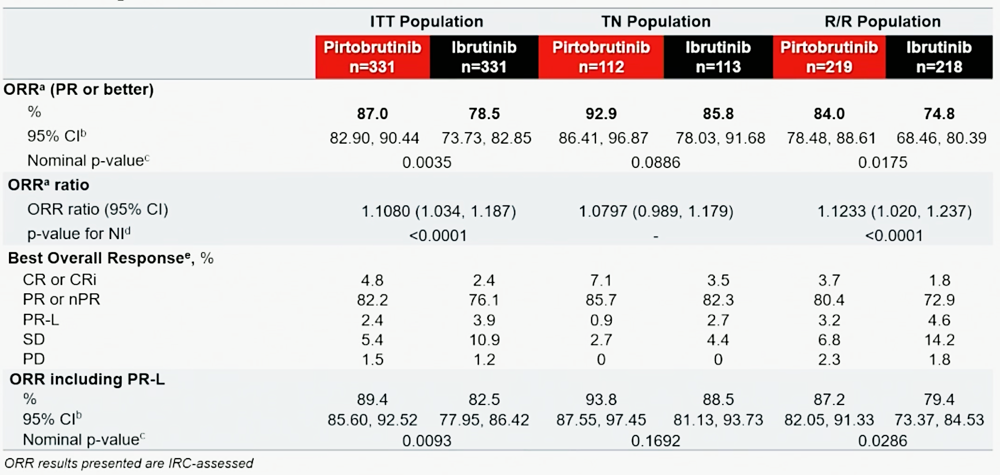 ITT Population TN Population R/R Population
Pirtobrutinib Ibrutinib Pirtobrutinib Ibrutinib Pirtobrutinib Ibrutinib
n=331 n=331 n=112 n=113 n=219 n=218
ORRᵃ (PR or better)
% 87.0 78.5 92.9 85.8 84.0 74.8
95% CIᵇ 82.90, 90.44 73.73, 82.85 86.41, 96.87 78.03, 91.68 78.48, 88.61 68.46, 80.39
Nominal p-valueᶜ 0.0035 0.0886 0.0175
ORRᵃ ratio
ORR ratio (95% CI) 1.1080 (1.034, 1.187) 1.0797 (0.989, 1.179) 1.1233 (1.020, 1.237)
p-value for NIᵈ <0.0001 - <0.0001
Best Overall Responseᵉ, %
CR or CRi 4.8 2.4 7.1 3.5 3.7 1.8
PR or nPR 82.2 76.1 85.7 82.3 80.4 72.9
PR-L 2.4 3.9 0.9 2.7 3.2 4.6
SD 5.4 10.9 2.7 4.4 6.8 14.2
PD 1.5 1.2 0 0 2.3 1.8
ORR including PR-L
% 89.4 82.5 93.8 88.5 87.2 79.4
95% CIᵇ 85.60, 92.52 77.95, 86.42 87.55, 97.45 81.13, 93.73 82.05, 91.33 73.37, 84.53
Nominal p-valueᶜ 0.0093 0.1692 0.0286
ORR results presented are IRC-assessed